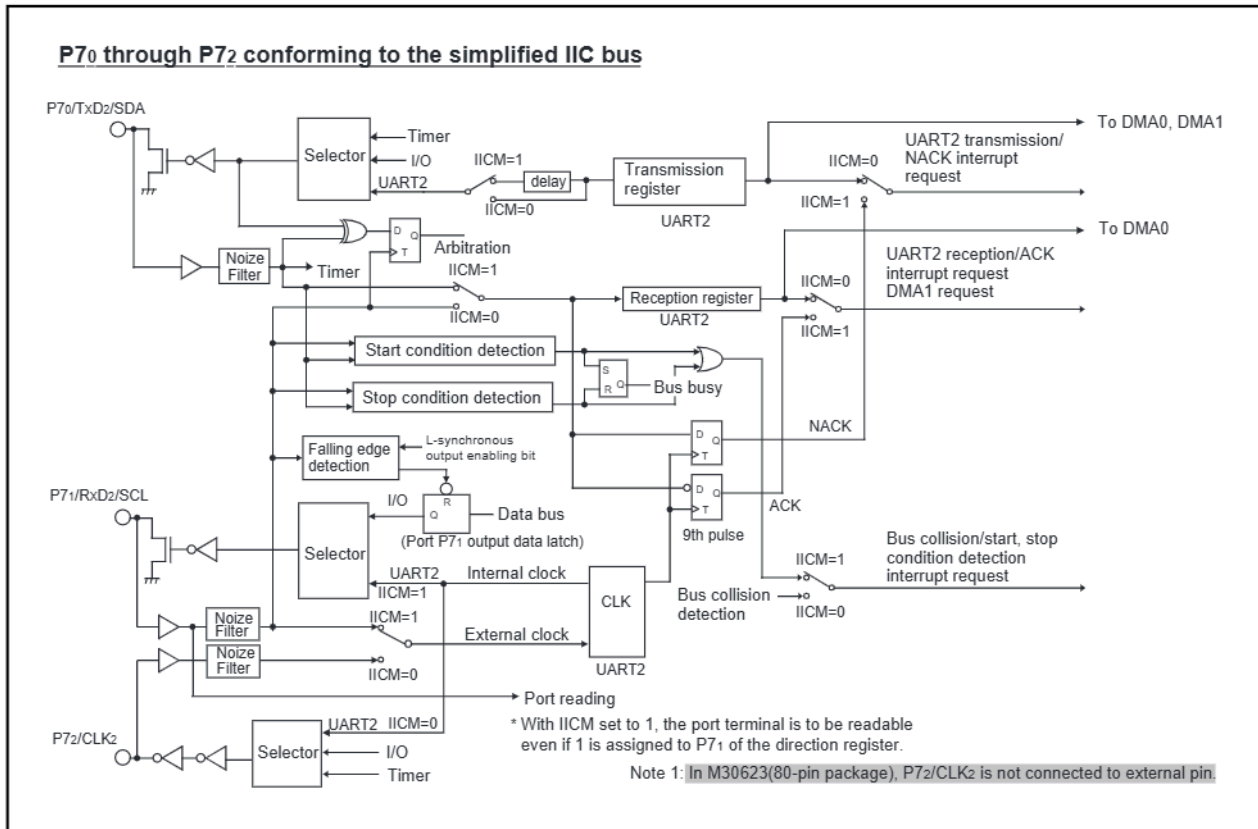 P70 through P72 conforming to the simplified IIC bus
P70/TxD2/SDA
Selector
Timer
I/O
UART2
IICM=1
delay
IICM=0
Transmission
register
UART2
To DMA0, DMA1
IICM=0
UART2 transmission/
NACK interrupt
request
IICM=1
D
Q
T
Arbitration
Noize
Filter
Timer
IICM=1
IICM=0
Reception register
UART2
To DMA0
UART2 reception/ACK
interrupt request
DMA1 request
IICM=0
IICM=1
Start condition detection
S
R
Q
Bus busy
Stop condition detection
NACK
D
Q
T
Falling edge
detection
L-synchronous
output enabling bit
D
Q
T
ACK
9th pulse
P71/RxD2/SCL
I/O
R
Q
Data bus
(Port P71 output data latch)
Selector
UART2
IICM=1
Internal clock
CLK
UART2
Bus collision
detection
IICM=1
IICM=0
Bus collision/start, stop
condition detection
interrupt request
Noize
Filter
IICM=1
External clock
Noize
Filter
IICM=0
Port reading
* With IICM set to 1, the port terminal is to be readable
even if 1 is assigned to P71 of the direction register.
P72/CLK2
Selector
UART2
IICM=0
I/O
Timer
Note 1: In M30623(80-pin package), P72/CLK2 is not connected to external pin.